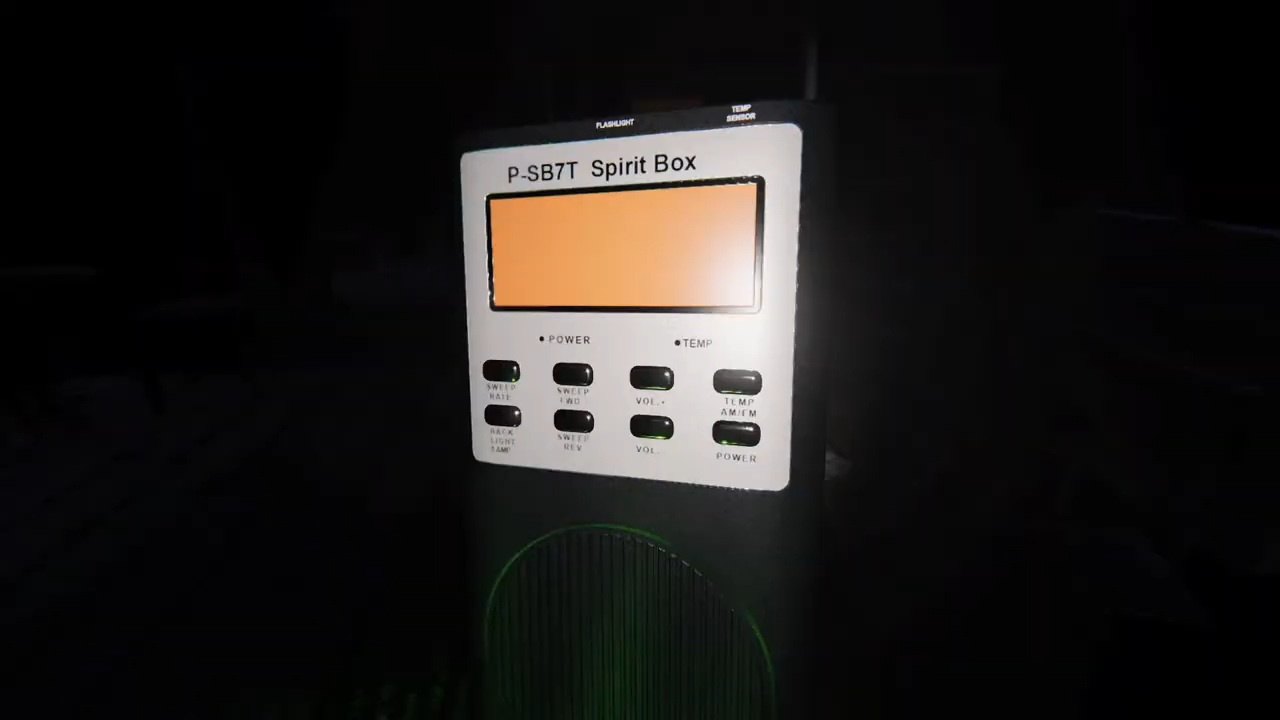 FLASHLIGHT
TEMP
SENSOR
P-SB7T Spirit Box
POWER
TEMP
SWEEP
RATE
SWEEP
FWD
VOL.+
TEMP
AM/FM
BACK
LIGHT
LAMP
SWEEP
REV
VOL.
POWER